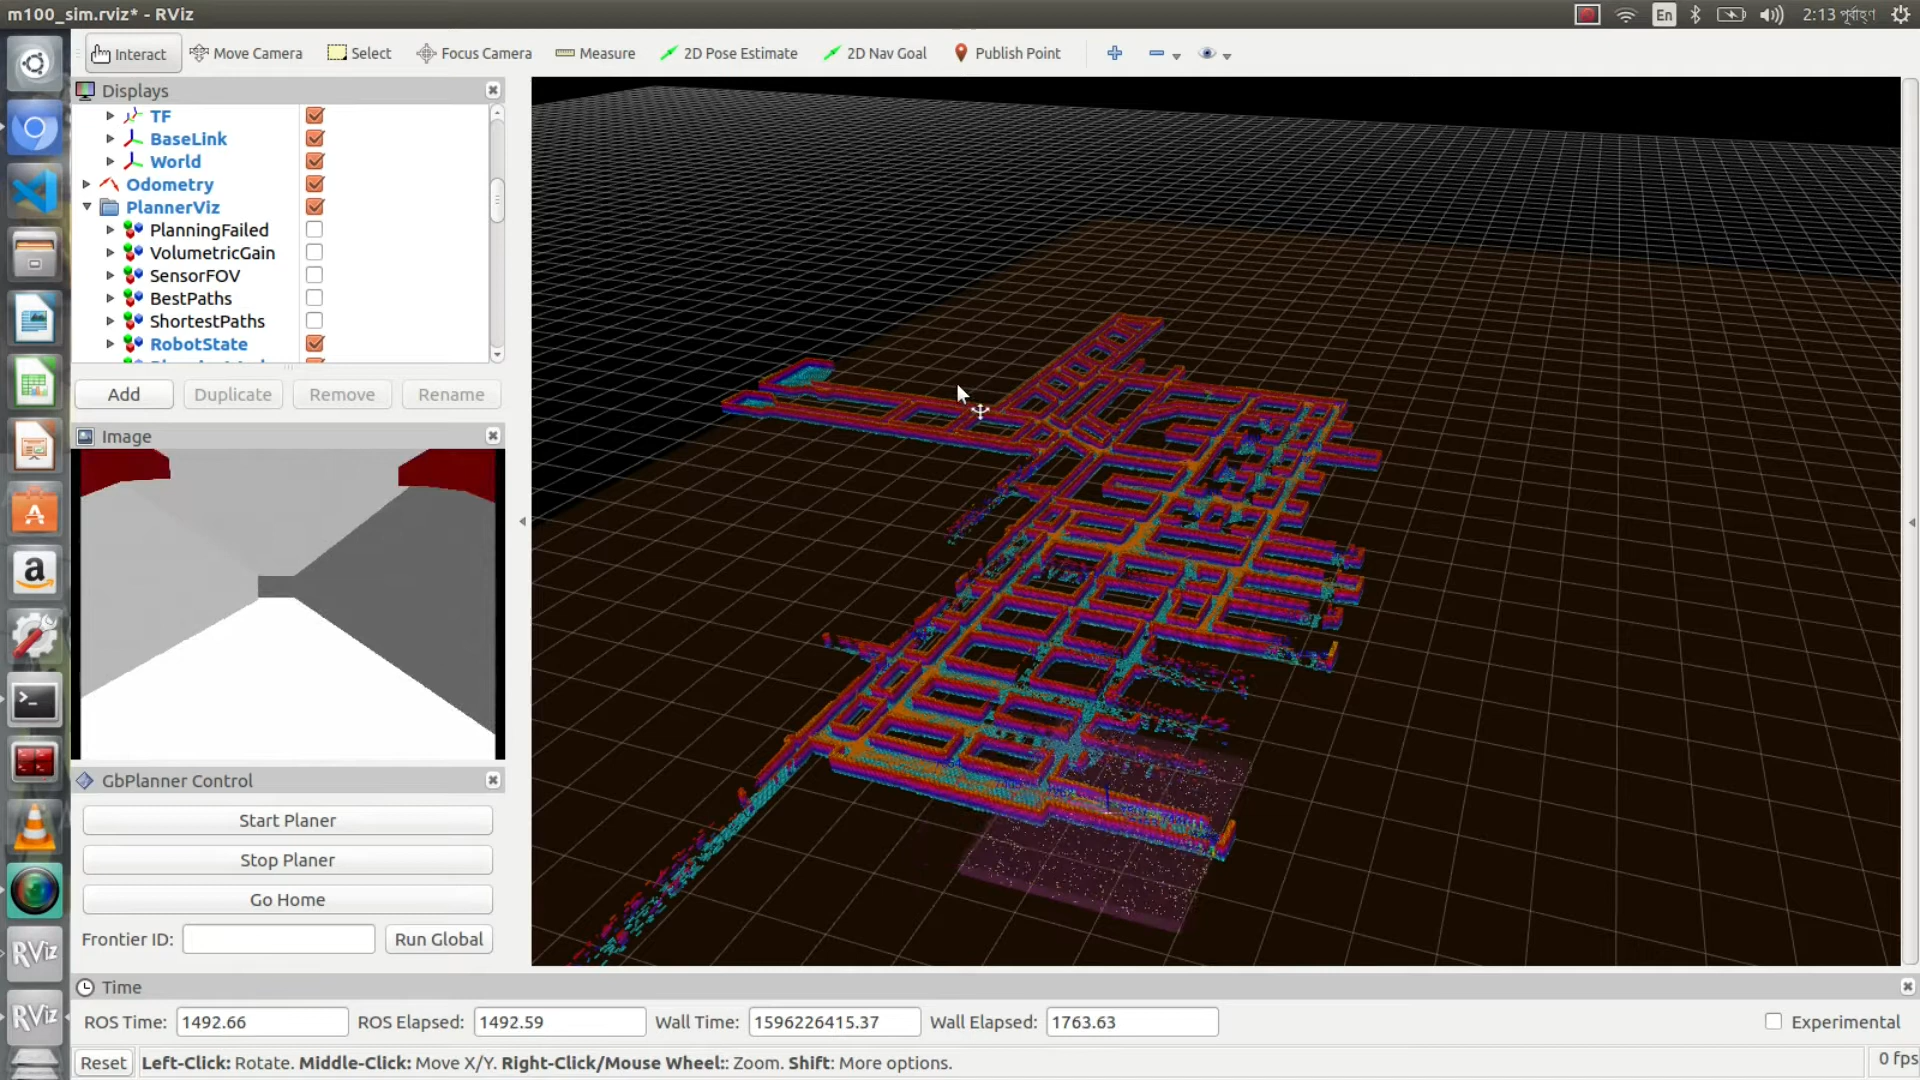 m100_sim.rviz* - RViz
En
2:13 পূর্বাহ্ণ
Interact
Move Camera
Select
Focus Camera
Measure
2D Pose Estimate
2D Nav Goal
Publish Point
Displays
TF
BaseLink
World
Odometry
PlannerViz
PlanningFailed
VolumetricGain
SensorFOV
BestPaths
ShortestPaths
RobotState
Add
Duplicate
Remove
Rename
Image
GbPlanner Control
Start Planer
Stop Planer
Go Home
Frontier ID:
Run Global
RViz
RViz
Time
ROS Time: 1492.66
ROS Elapsed: 1492.59
Wall Time: 1596226415.37
Wall Elapsed: 1763.63
Experimental
Reset
Left-Click: Rotate. Middle-Click: Move X/Y. Right-Click/Mouse Wheel:: Zoom. Shift: More options.
0 fps